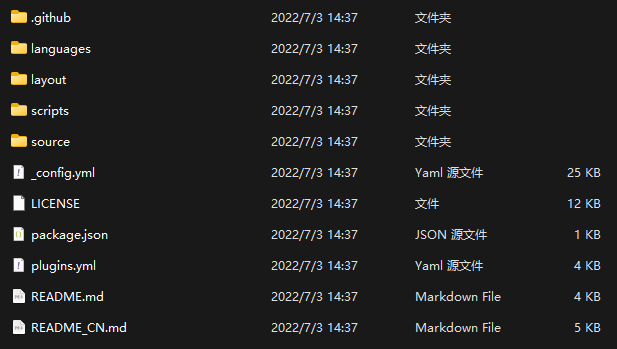 .github 2022/7/3 14:37 文件夹
languages 2022/7/3 14:37 文件夹
layout 2022/7/3 14:37 文件夹
scripts 2022/7/3 14:37 文件夹
source 2022/7/3 14:37 文件夹
_config.yml 2022/7/3 14:37 Yaml 源文件 25 KB
LICENSE 2022/7/3 14:37 文件 12 KB
package.json 2022/7/3 14:37 JSON 源文件 1 KB
plugins.yml 2022/7/3 14:37 Yaml 源文件 4 KB
README.md 2022/7/3 14:37 Markdown File 4 KB
README_CN.md 2022/7/3 14:37 Markdown File 5 KB